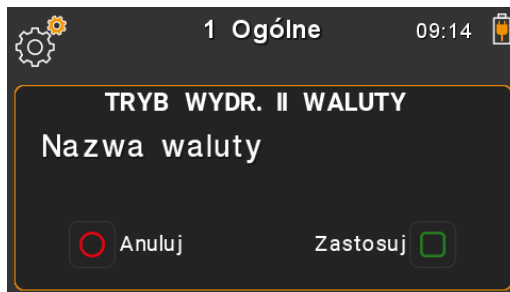 1 Ogólne 09:14
TRYB WYDR. II WALUTY
Nazwa waluty
Anuluj Zastosuj